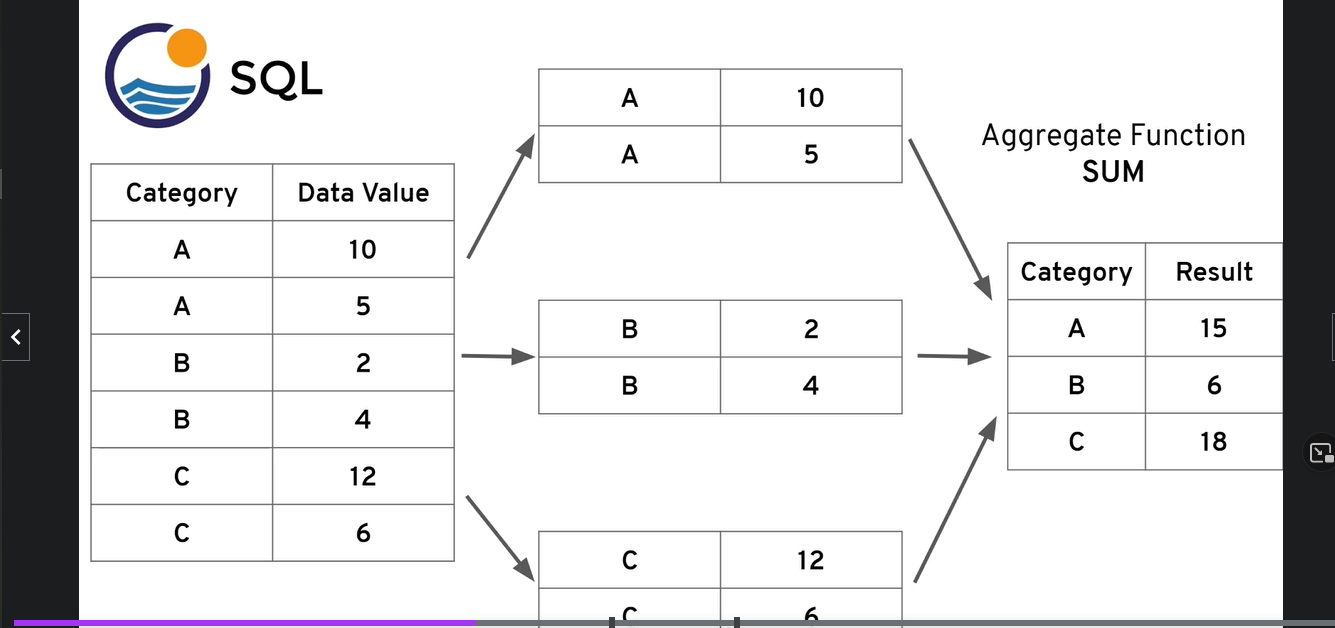 SQL
Category Data Value
A 10
A 5
B 2
B 4
C 12
C 6
A 10
A 5
B 2
B 4
C 12
C 6
Aggregate Function
SUM
Category Result
A 15
B 6
C 18